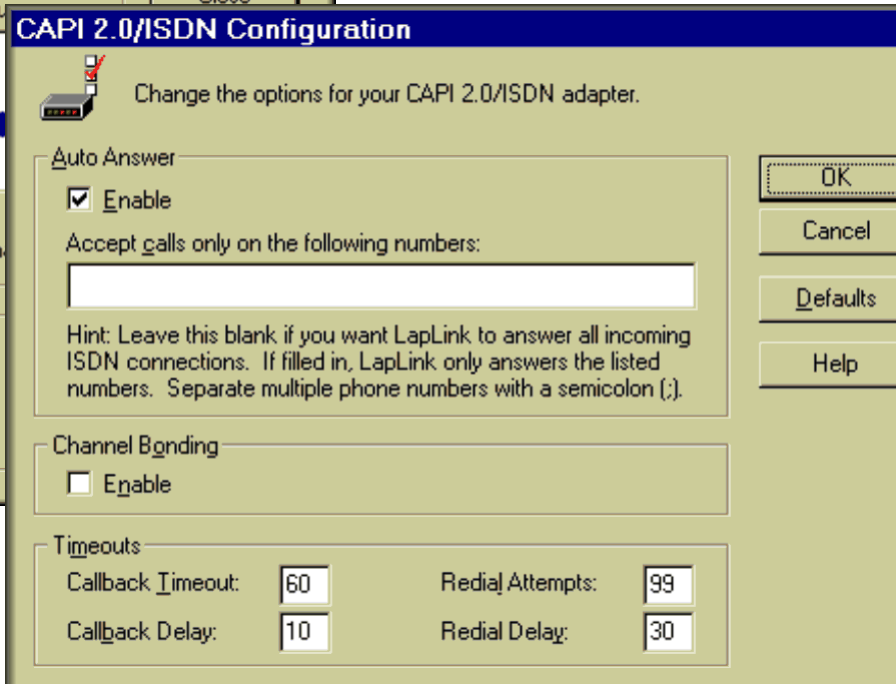 CAPI 2.0/ISDN Configuration
Change the options for your CAPI 2.0/ISDN adapter.
Auto Answer
Enable
Accept calls only on the following numbers:
Hint: Leave this blank if you want LapLink to answer all incoming
ISDN connections. If filled in, LapLink only answers the listed
numbers. Separate multiple phone numbers with a semicolon (;).
OK
Cancel
Defaults
Help
Channel Bonding
Enable
Timeouts
Callback Timeout: 60 Redial Attempts: 99
Callback Delay: 10 Redial Delay: 30